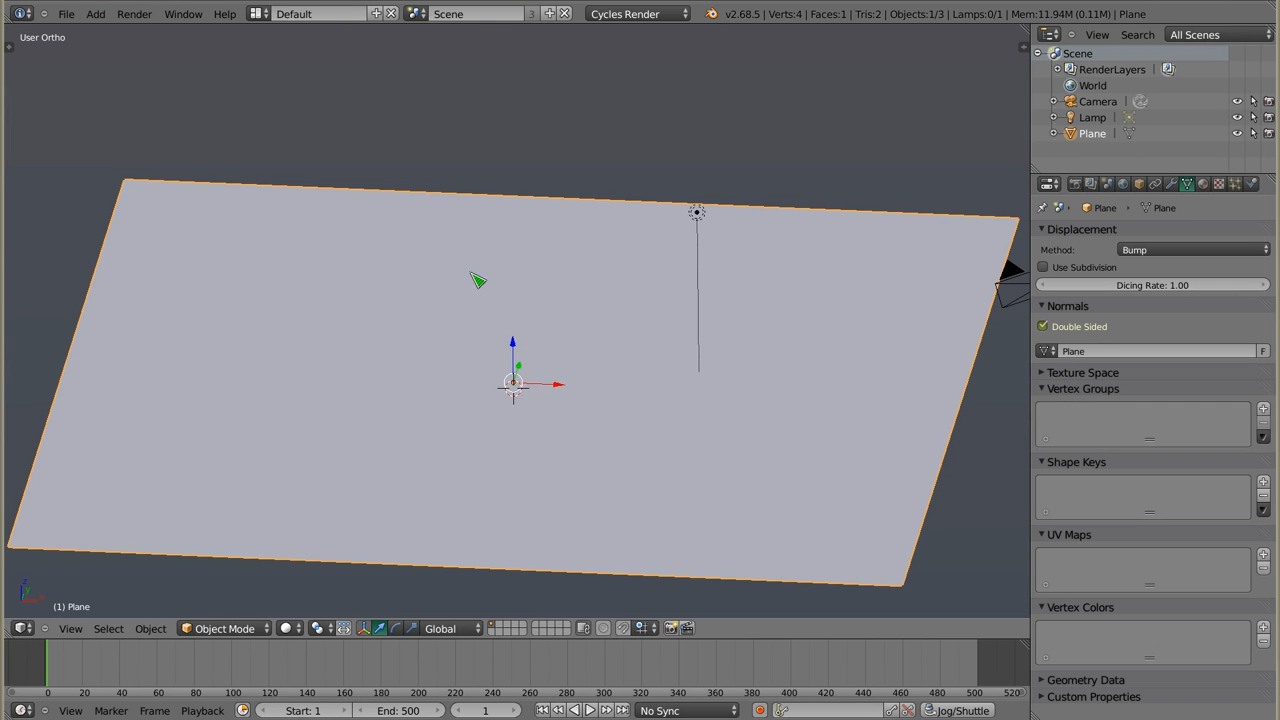 File Add Render Window Help Default Scene 3 Cycles Render v2.68.5 | Verts:4 | Faces:1 | Tris:2 | Objects:1/3 | Lamps:0/1 | Mem:11.94M (0.11M) | Plane
User Ortho
View Search All Scenes
Scene
RenderLayers
World
Camera
Lamp
Plane
Plane Plane
Displacement
Method: Bump
Use Subdivision
Dicing Rate: 1.00
Normals
Double Sided
Plane F
Texture Space
Vertex Groups
Shape Keys
UV Maps
Vertex Colors
Geometry Data
Custom Properties
z
x
(1) Plane
View Select Object Object Mode Global
0 20 40 60 80 100 120 140 160 180 200 220 240 260 280 300 320 340 360 380 400 420 440 460 480 500 520
View Marker Frame Playback Start: 1 End: 500 1 No Sync Jog/Shuttle